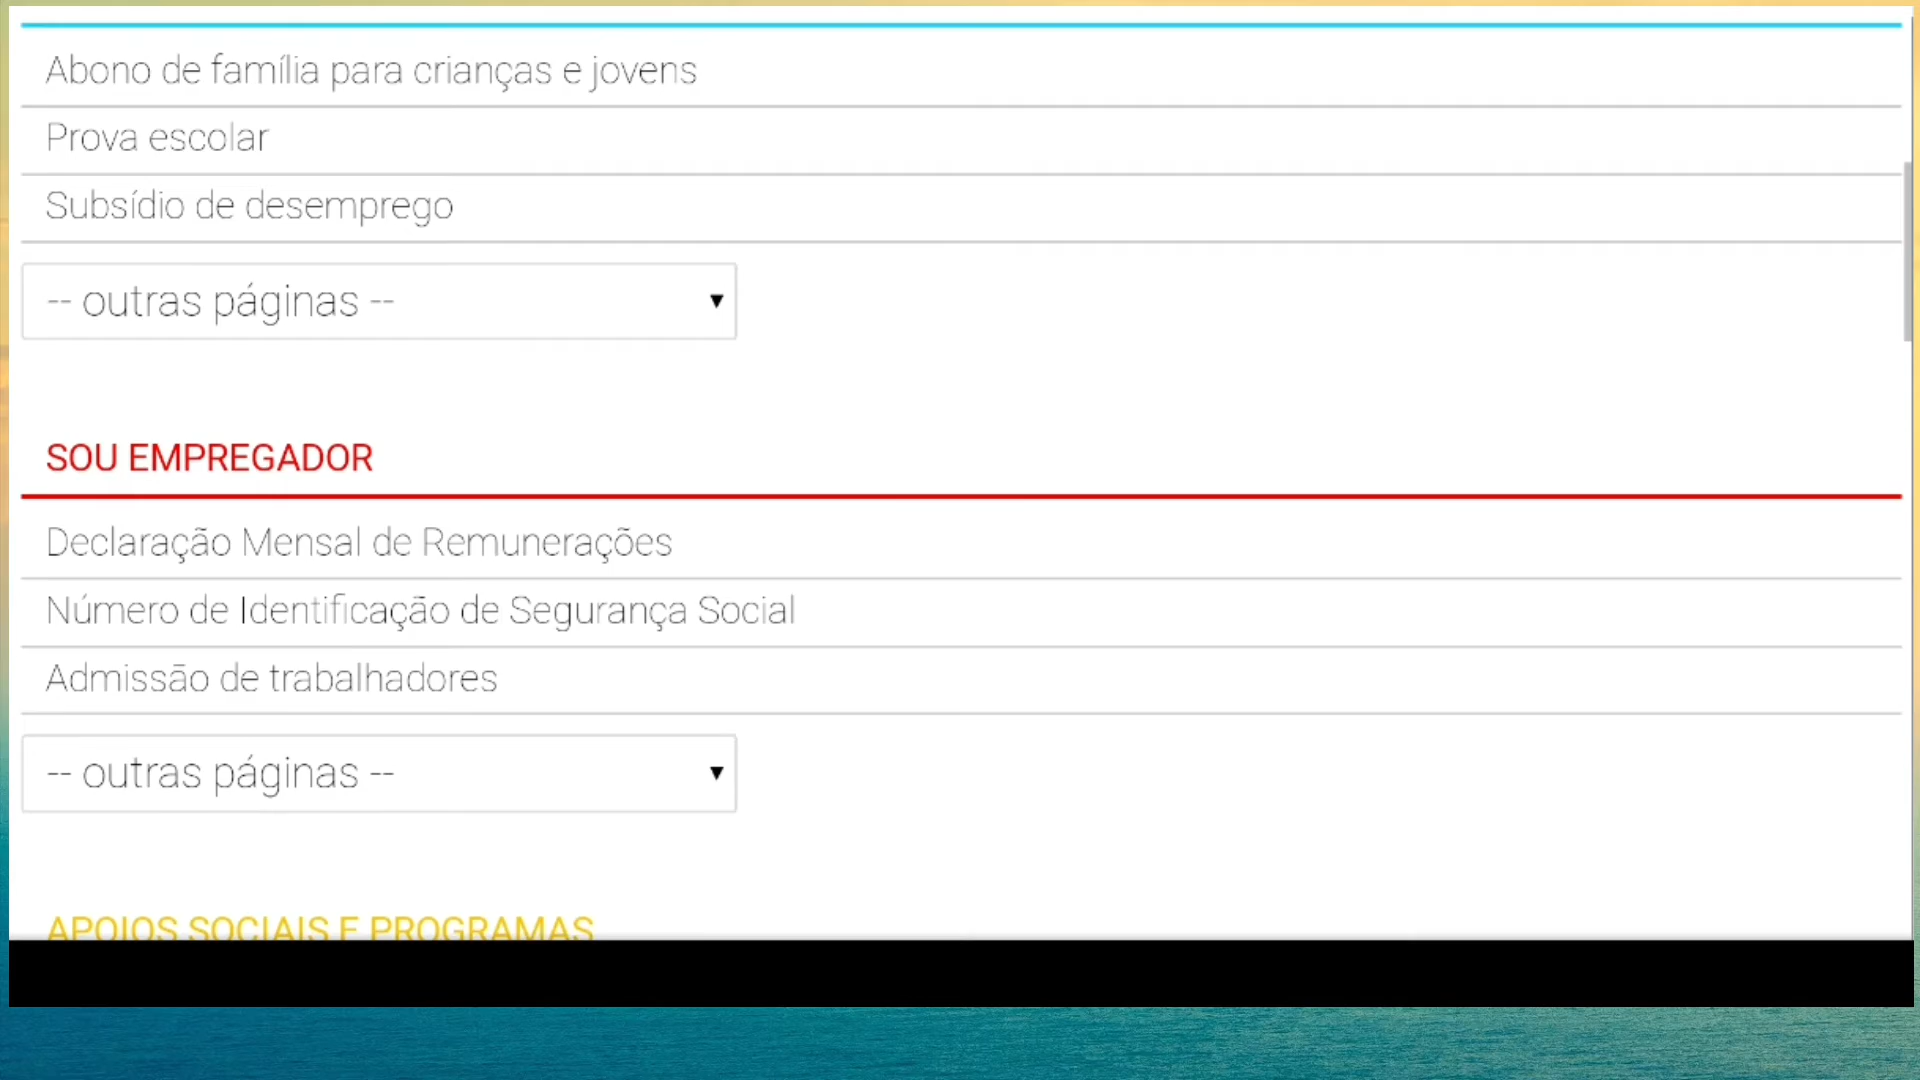 Abono de família para crianças e jovens
Prova escolar
Subsídio de desemprego
-- outras páginas --
SOU EMPREGADOR
Declaração Mensal de Remunerações
Número de Identificação de Segurança Social
Admissão de trabalhadores
-- outras páginas --
APOIOS SOCIAIS E PROGRAMAS